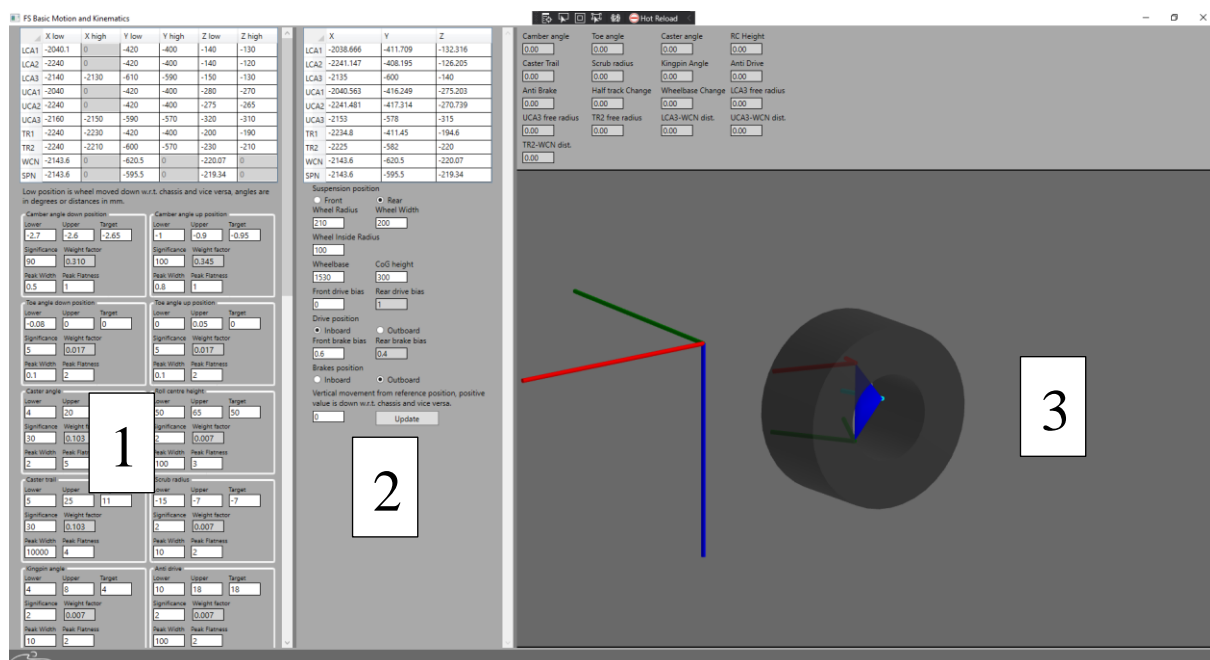 FS Basic Motion and Kinematics
Hot Reload
X low X high Y low Y high Z low Z high
LCA1 -2040.1 0 -420 -400 -140 -130
LCA2 -2240 0 -420 -400 -140 -120
LCA3 -2140 -2130 -610 -590 -150 -130
UCA1 -2040 0 -420 -400 -280 -270
UCA2 -2240 0 -420 -400 -275 -265
UCA3 -2160 -2150 -590 -570 -320 -310
TR1 -2240 -2230 -420 -400 -200 -190
TR2 -2240 -2210 -600 -570 -230 -210
WCN -2143.6 0 -620.5 0 -220.07 0
SPN -2143.6 0 -595.5 0 -219.34 0
Low position is wheel moved down w.r.t. chassis and vice versa, angles are
in degrees or distances in mm.
Camber angle down position
Lower Upper Target
-2.7 -2.6 -2.65
Significance Weight factor
90 0.310
Peak Width Peak Flatness
0.5 1
Camber angle up position
Lower Upper Target
-1 -0.9 -0.95
Significance Weight factor
100 0.345
Peak Width Peak Flatness
0.8 1
Toe angle down position
Lower Upper Target
-0.08 0 0
Significance Weight factor
5 0.017
Peak Width Peak Flatness
0.1 2
Toe angle up position
Lower Upper Target
0 0.05 0
Significance Weight factor
5 0.017
Peak Width Peak Flatness
0.1 2
Caster angle
Lower Upper
4 20
Significance
30 0.103
Peak Width
2 5
1
Roll-centre height
Upper Target
50 65 50
Significance Weight factor
2 0.007
Peak Width Peak Flatness
100 3
Caster trail
Lower Upper
5 25 11
Significance Weight factor
30 0.103
Peak Width Peak Flatness
10000 4
Scrub radius
Lower Upper Target
-15 -7 -7
Significance Weight factor
2 0.007
Peak Width Peak Flatness
10 2
Kingpin angle
Lower Upper Target
4 8 4
Significance Weight factor
2 0.007
Peak Width Peak Flatness
10 2
Anti drive
Lower Upper Target
10 18 18
Significance Weight factor
2 0.007
Peak Width Peak Flatness
100 2
X Y Z
LCA1 -2038.666 -411.709 -132.316
LCA2 -2241.147 -408.195 -126.205
LCA3 -2135 -600 -140
UCA1 -2040.563 -416.249 -275.203
UCA2 -2241.481 -417.314 -270.739
UCA3 -2153 -578 -315
TR1 -2234.8 -411.45 -194.6
TR2 -2225 -582 -220
WCN -2143.6 -620.5 -220.07
SPN -2143.6 -595.5 -219.34
Suspension position
Front Rear
Wheel Radius Wheel Width
210 200
Wheel Inside Radius
100
Wheelbase CoG height
1530 300
Front drive bias Rear drive bias
0 1
Drive position
Inboard Outboard
Front brake bias Rear brake bias
0.6 0.4
Brakes position
Inboard Outboard
Vertical movement from reference position, positive
value is down w.r.t. chassis and vice versa.
0 Update
2
Camber angle Toe angle Caster angle RC Height
0.00 0.00 0.00 0.00
Caster Trail Scrub radius Kingpin Angle Anti Drive
0.00 0.00 0.00 0.00
Anti Brake Half track Change Wheelbase Change LCA3 free radius
0.00 0.00 0.00 0.00
UCA3 free radius TR2 free radius LCA3-WCN dist. UCA3-WCN dist.
0.00 0.00 0.00 0.00
TR2-WCN dist.
0.00
3